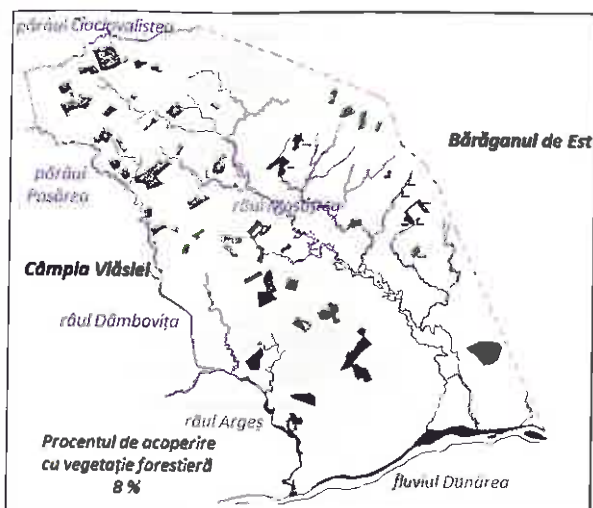 pârâul Ciociovaliștea
Bărăganul de Est
pârâul
Pasărea
râul Mostiștea
Câmpia Vlăsiei
râul Dâmbovița
râul Argeș
Procentul de acoperire
cu vegetație forestieră
8 %
fluviul Dunărea